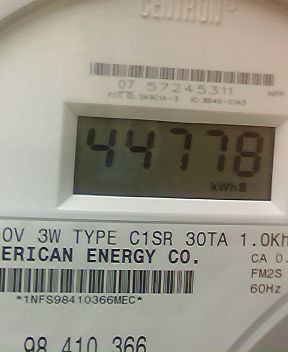 CENTRON®
07 57245311
44778
kWh
0V 3W TYPE C1SR 30TA 1.0Kh
ERICAN ENERGY CO.
CA 0.
FM2S
*1NFS98410366MEC*
60Hz
98 410 366